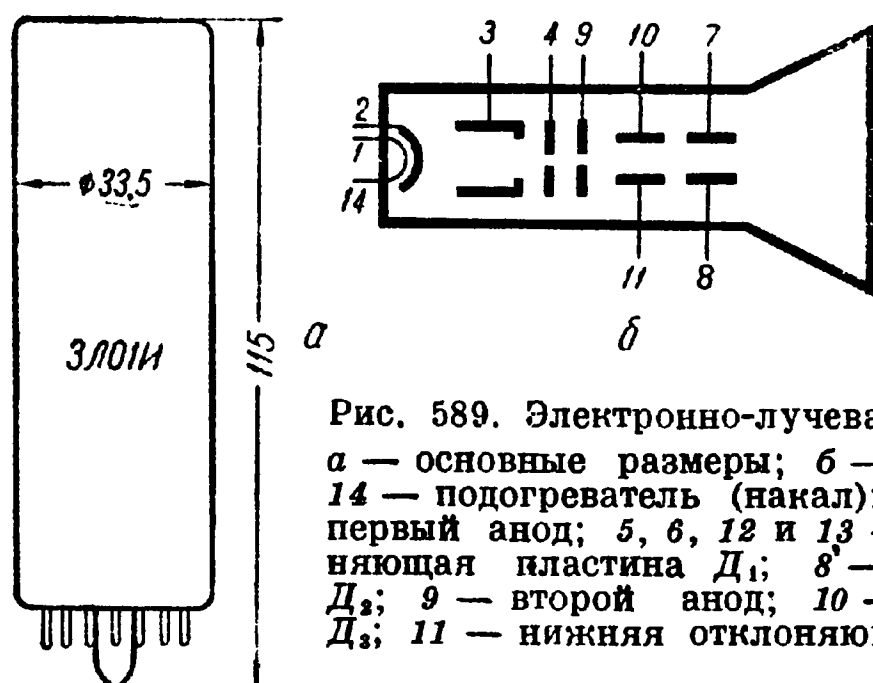 3 4 9 10 7
2
1
14
11 8
ϕ33,5
115
3ЛО1И
а
б
Рис. 589. Электронно-лучева
а — основные размеры; б —
14 — подогреватель (накал);
первый анод; 5, 6, 12 и 13 -
няющая пластина Д₁; 8 —
Д₂; 9 — второй анод; 10 -
Д₃; 11 — нижняя отклоняю